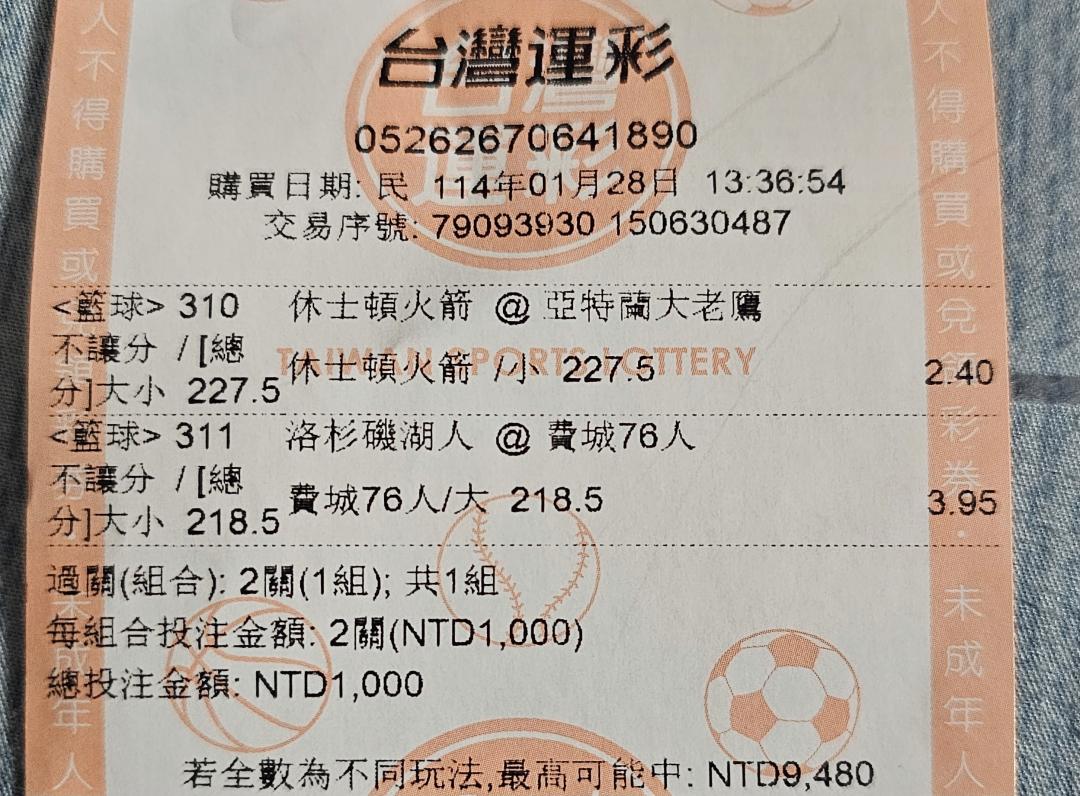 台灣運彩
05262670641890
購買日期: 民 114年01月28日 13:36:54
交易序號: 79093930 150630487
<籃球> 310 休士頓火箭 @ 亞特蘭大老鷹
不讓分 / [總
分]大小 227.5
休士頓火箭 /小 227.5
2.40
TAIWAN SPORTS LOTTERY
<籃球> 311 洛杉磯湖人 @ 費城76人
不讓分 / [總
分]大小 218.5
費城76人/大 218.5
3.95
過關(組合): 2關(1組); 共1組
每組合投注金額: 2關(NTD1,000)
總投注金額: NTD1,000
若全數為不同玩法,最高可能中: NTD9,480
人不得購買或
未成年人
人不得購買或兌
彩券．未成年人